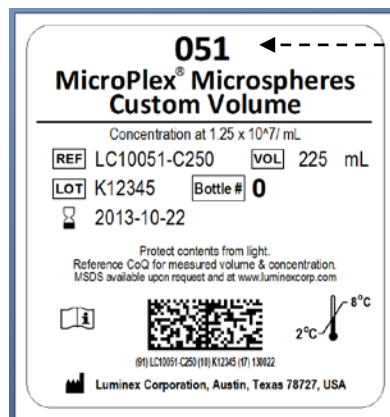 051
MicroPlex® Microspheres
Custom Volume
Concentration at 1.25 x 10^7/ mL
REF LC10051-C250 VOL 225 mL
LOT K12345 Bottle # 0
2013-10-22
Protect contents from light.
Reference CoQ for measured volume & concentration.
MSDS available upon request and at www.luminexcorp.com
i
8°C
2°C
(91) LC10051-C250 (10) K12345 (17) 130022
Luminex Corporation, Austin, Texas 78727, USA